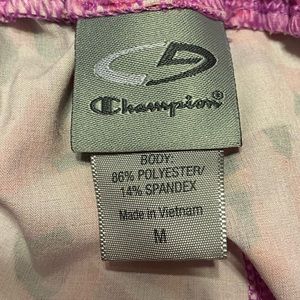 Champion
BODY:
86% POLYESTER/
14% SPANDEX
Made in Vietnam
M